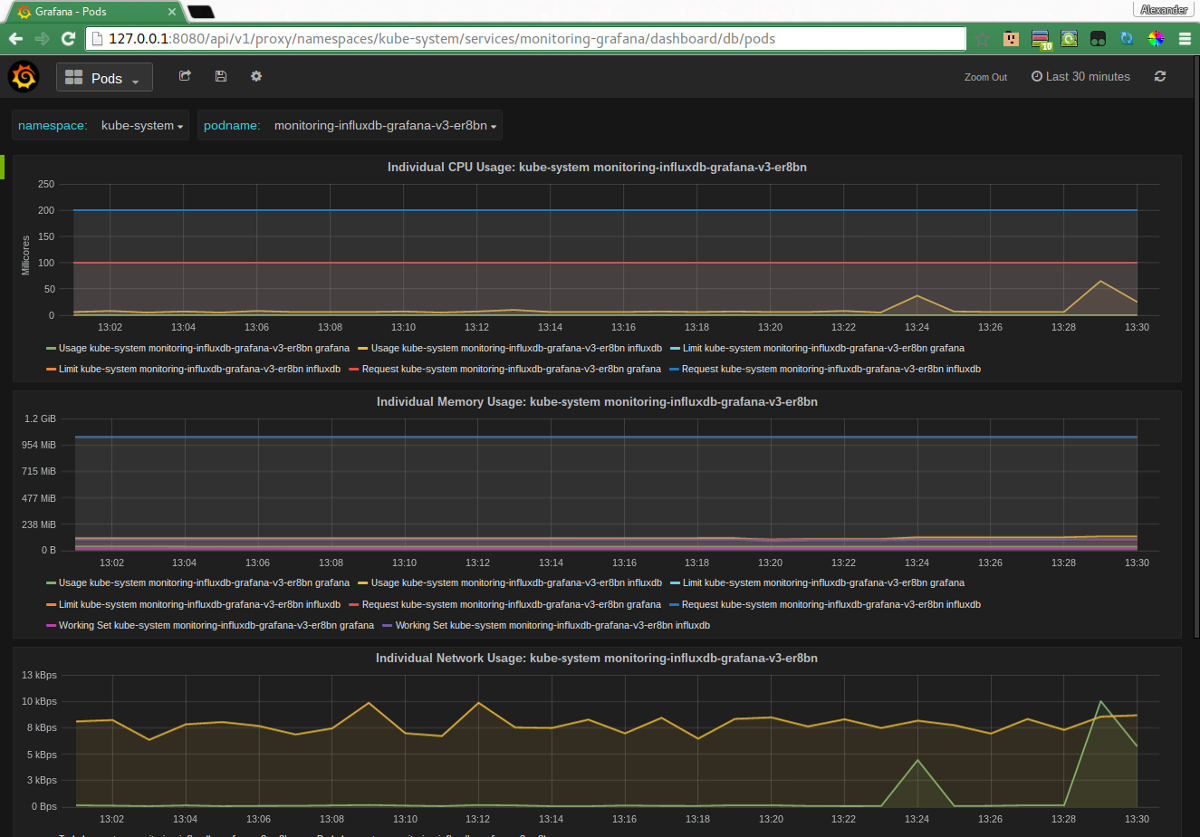 Grafana - Pods
Alexander
127.0.0.1:8080/api/v1/proxy/namespaces/kube-system/services/monitoring-grafana/dashboard/db/pods
10
Pods
Zoom Out
Last 30 minutes
namespace: kube-system
podname: monitoring-influxdb-grafana-v3-er8bn
Individual CPU Usage: kube-system monitoring-influxdb-grafana-v3-er8bn
Millicores
250
200
150
100
50
0
13:02 13:04 13:06 13:08 13:10 13:12 13:14 13:16 13:18 13:20 13:22 13:24 13:26 13:28 13:30
Usage kube-system monitoring-influxdb-grafana-v3-er8bn grafana Usage kube-system monitoring-influxdb-grafana-v3-er8bn influxdb Limit kube-system monitoring-influxdb-grafana-v3-er8bn grafana
Limit kube-system monitoring-influxdb-grafana-v3-er8bn influxdb Request kube-system monitoring-influxdb-grafana-v3-er8bn grafana Request kube-system monitoring-influxdb-grafana-v3-er8bn influxdb
Individual Memory Usage: kube-system monitoring-influxdb-grafana-v3-er8bn
1.2 GiB
954 MiB
715 MiB
477 MiB
238 MiB
0 B
13:02 13:04 13:06 13:08 13:10 13:12 13:14 13:16 13:18 13:20 13:22 13:24 13:26 13:28 13:30
Usage kube-system monitoring-influxdb-grafana-v3-er8bn grafana Usage kube-system monitoring-influxdb-grafana-v3-er8bn influxdb Limit kube-system monitoring-influxdb-grafana-v3-er8bn grafana
Limit kube-system monitoring-influxdb-grafana-v3-er8bn influxdb Request kube-system monitoring-influxdb-grafana-v3-er8bn grafana Request kube-system monitoring-influxdb-grafana-v3-er8bn influxdb
Working Set kube-system monitoring-influxdb-grafana-v3-er8bn grafana Working Set kube-system monitoring-influxdb-grafana-v3-er8bn influxdb
Individual Network Usage: kube-system monitoring-influxdb-grafana-v3-er8bn
13 kBps
10 kBps
8 kBps
5 kBps
3 kBps
0 Bps
13:02 13:04 13:06 13:08 13:10 13:12 13:14 13:16 13:18 13:20 13:22 13:24 13:26 13:28 13:30